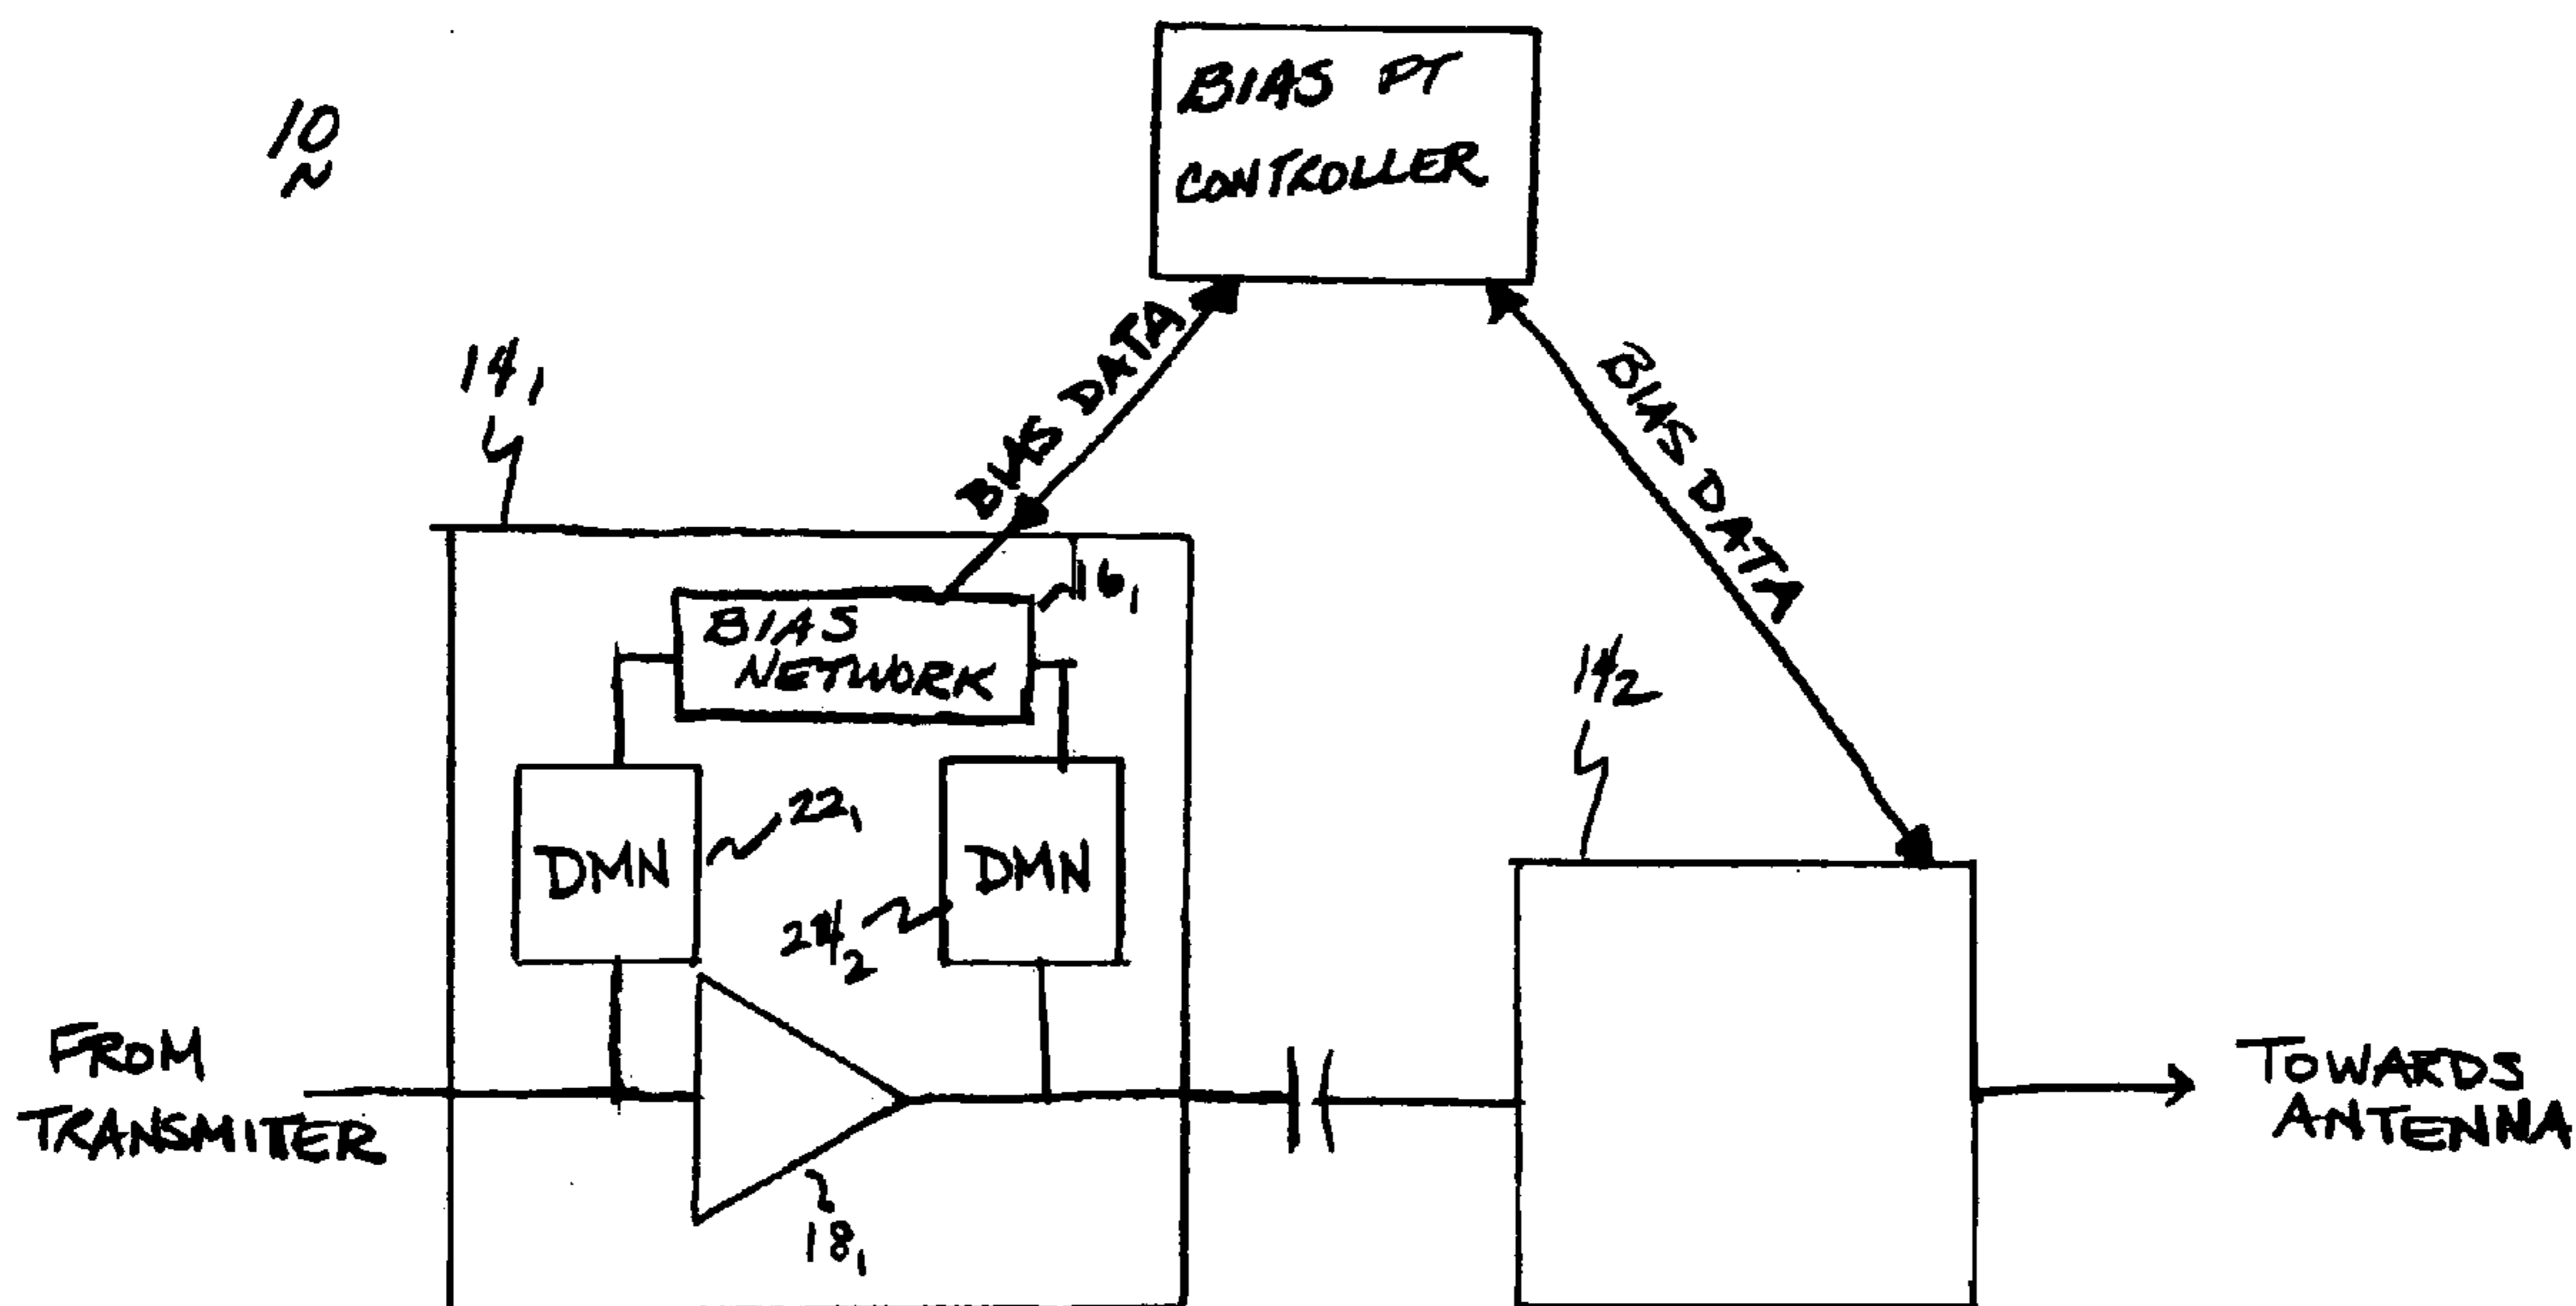 10
BIAS PT
CONTROLLER
BIAS DATA
BIAS DATA
14₁
16₁
BIAS
NETWORK
14₂
22₁
DMN
DMN
24₂
FROM
TRANSMITER
18₁
TOWARDS
ANTENNA